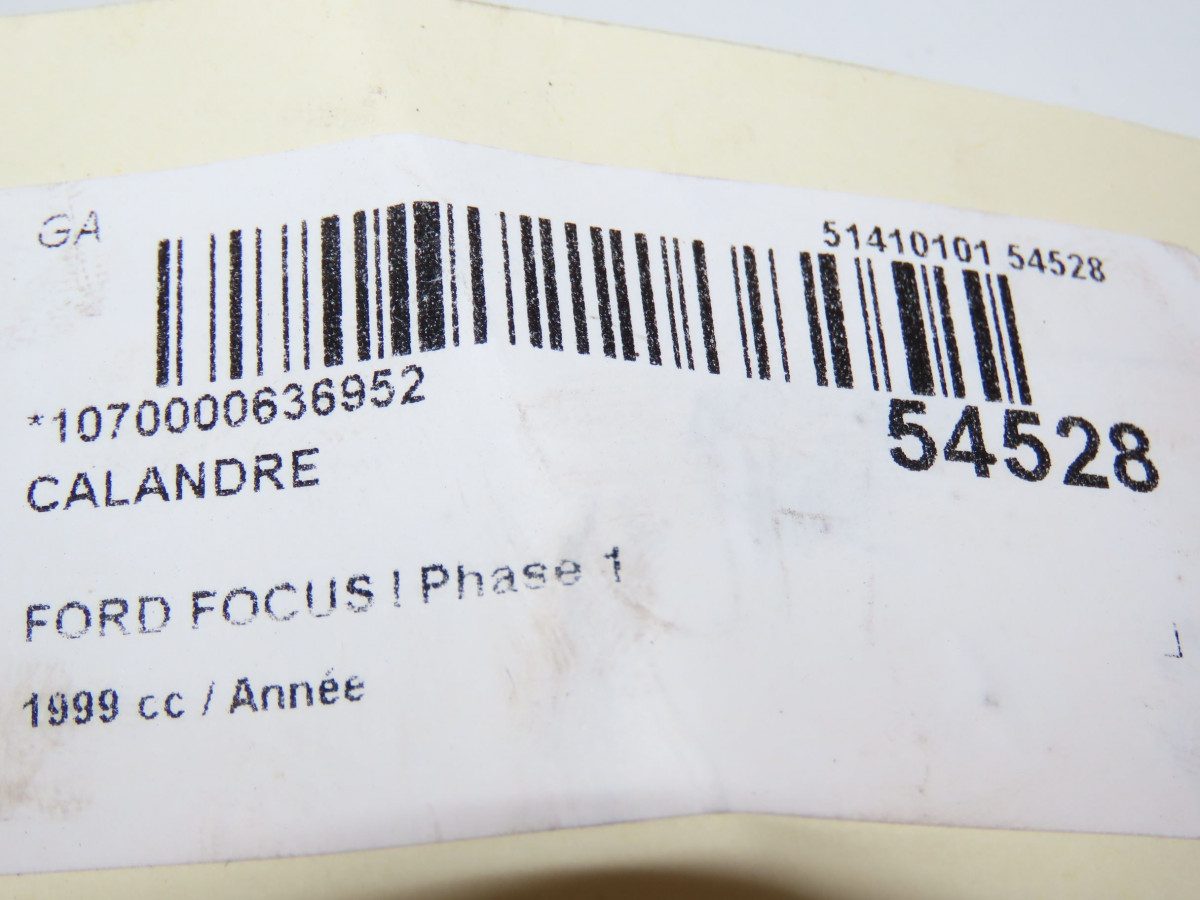 GA
51410101 54528
*1070000636952
54528
CALANDRE
FORD FOCUS I Phase 1
1999 cc / Année